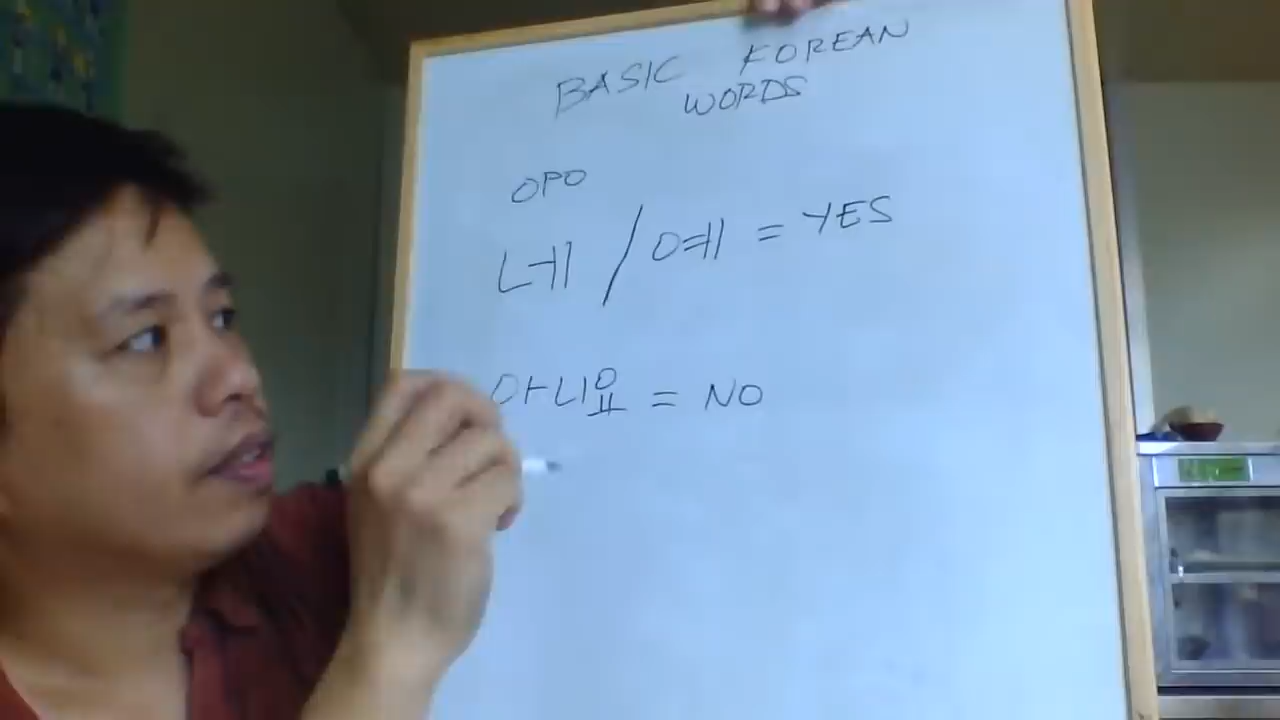 BASIC KOREAN
WORDS
OPO
네 / 예 = YES
아니요 = NO